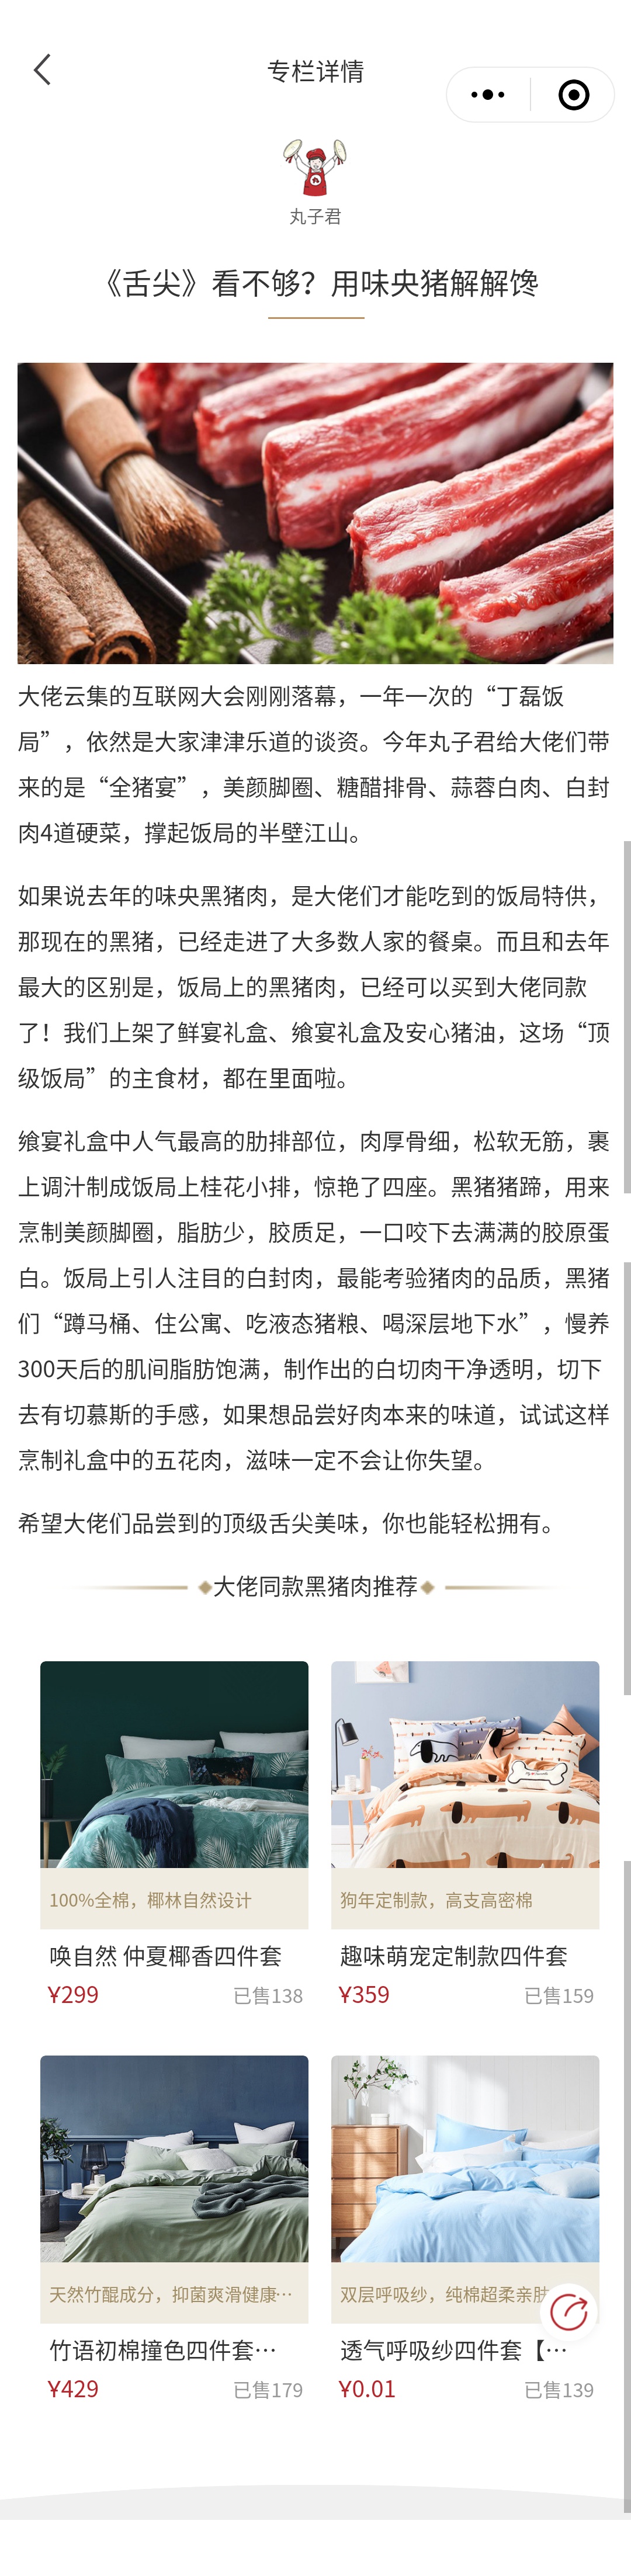 专栏详情
丸子君
《舌尖》看不够？用味央猪解解馋
大佬云集的互联网大会刚刚落幕，一年一次的“丁磊饭
局”，依然是大家津津乐道的谈资。今年丸子君给大佬们带
来的是“全猪宴”，美颜脚圈、糖醋排骨、蒜蓉白肉、白封
肉4道硬菜，撑起饭局的半壁江山。
如果说去年的味央黑猪肉，是大佬们才能吃到的饭局特供，
那现在的黑猪，已经走进了大多数人家的餐桌。而且和去年
最大的区别是，饭局上的黑猪肉，已经可以买到大佬同款
了！我们上架了鲜宴礼盒、飨宴礼盒及安心猪油，这场“顶
级饭局”的主食材，都在里面啦。
飨宴礼盒中人气最高的肋排部位，肉厚骨细，松软无筋，裹
上调汁制成饭局上桂花小排，惊艳了四座。黑猪猪蹄，用来
烹制美颜脚圈，脂肪少，胶质足，一口咬下去满满的胶原蛋
白。饭局上引人注目的白封肉，最能考验猪肉的品质，黑猪
们“蹲马桶、住公寓、吃液态猪粮、喝深层地下水”，慢养
300天后的肌间脂肪饱满，制作出的白切肉干净透明，切下
去有切慕斯的手感，如果想品尝好肉本来的味道，试试这样
烹制礼盒中的五花肉，滋味一定不会让你失望。
希望大佬们品尝到的顶级舌尖美味，你也能轻松拥有。
大佬同款黑猪肉推荐
100%全棉，椰林自然设计
狗年定制款，高支高密棉
唤自然 仲夏椰香四件套
趣味萌宠定制款四件套
¥299
已售138
¥359
已售159
天然竹醌成分，抑菌爽滑健康…
双层呼吸纱，纯棉超柔亲肤
竹语初棉撞色四件套…
透气呼吸纱四件套【…
¥429
已售179
¥0.01
已售139